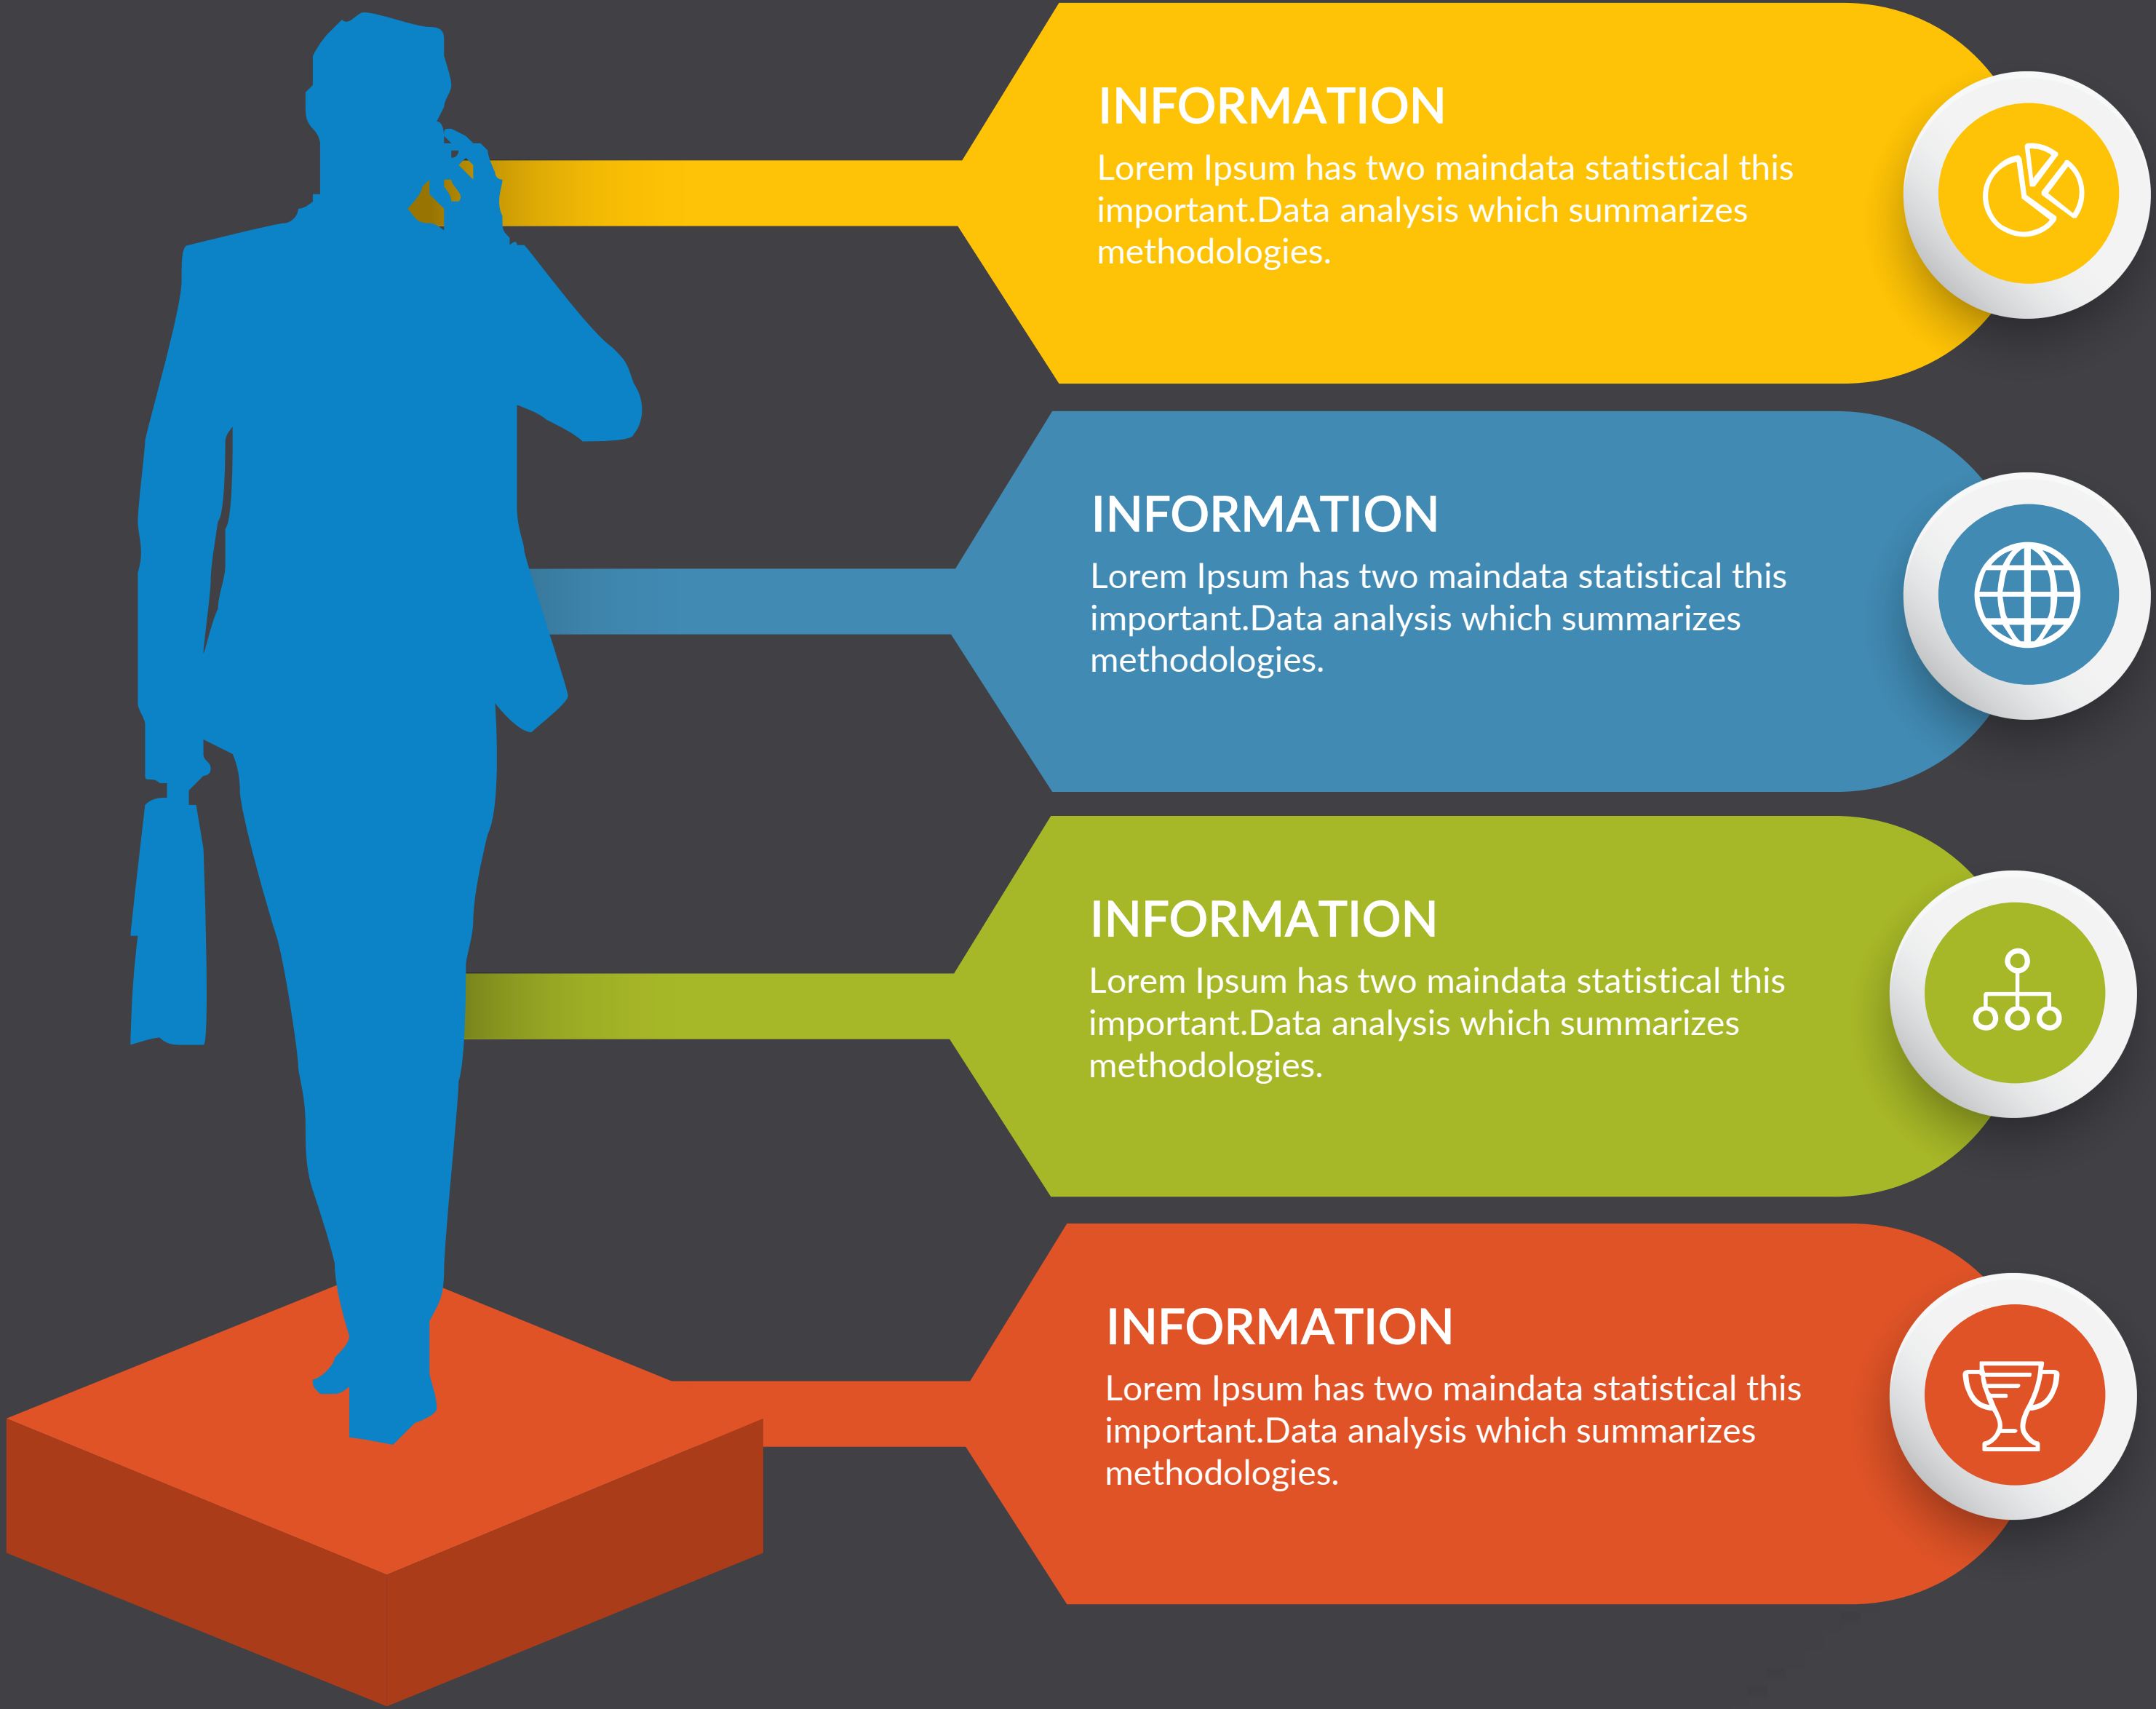 INFORMATION
Lorem Ipsum has two maindata statistical this
important.Data analysis which summarizes
methodologies.
INFORMATION
Lorem Ipsum has two maindata statistical this
important.Data analysis which summarizes
methodologies.
INFORMATION
Lorem Ipsum has two maindata statistical this
important.Data analysis which summarizes
methodologies.
INFORMATION
Lorem Ipsum has two maindata statistical this
important.Data analysis which summarizes
methodologies.